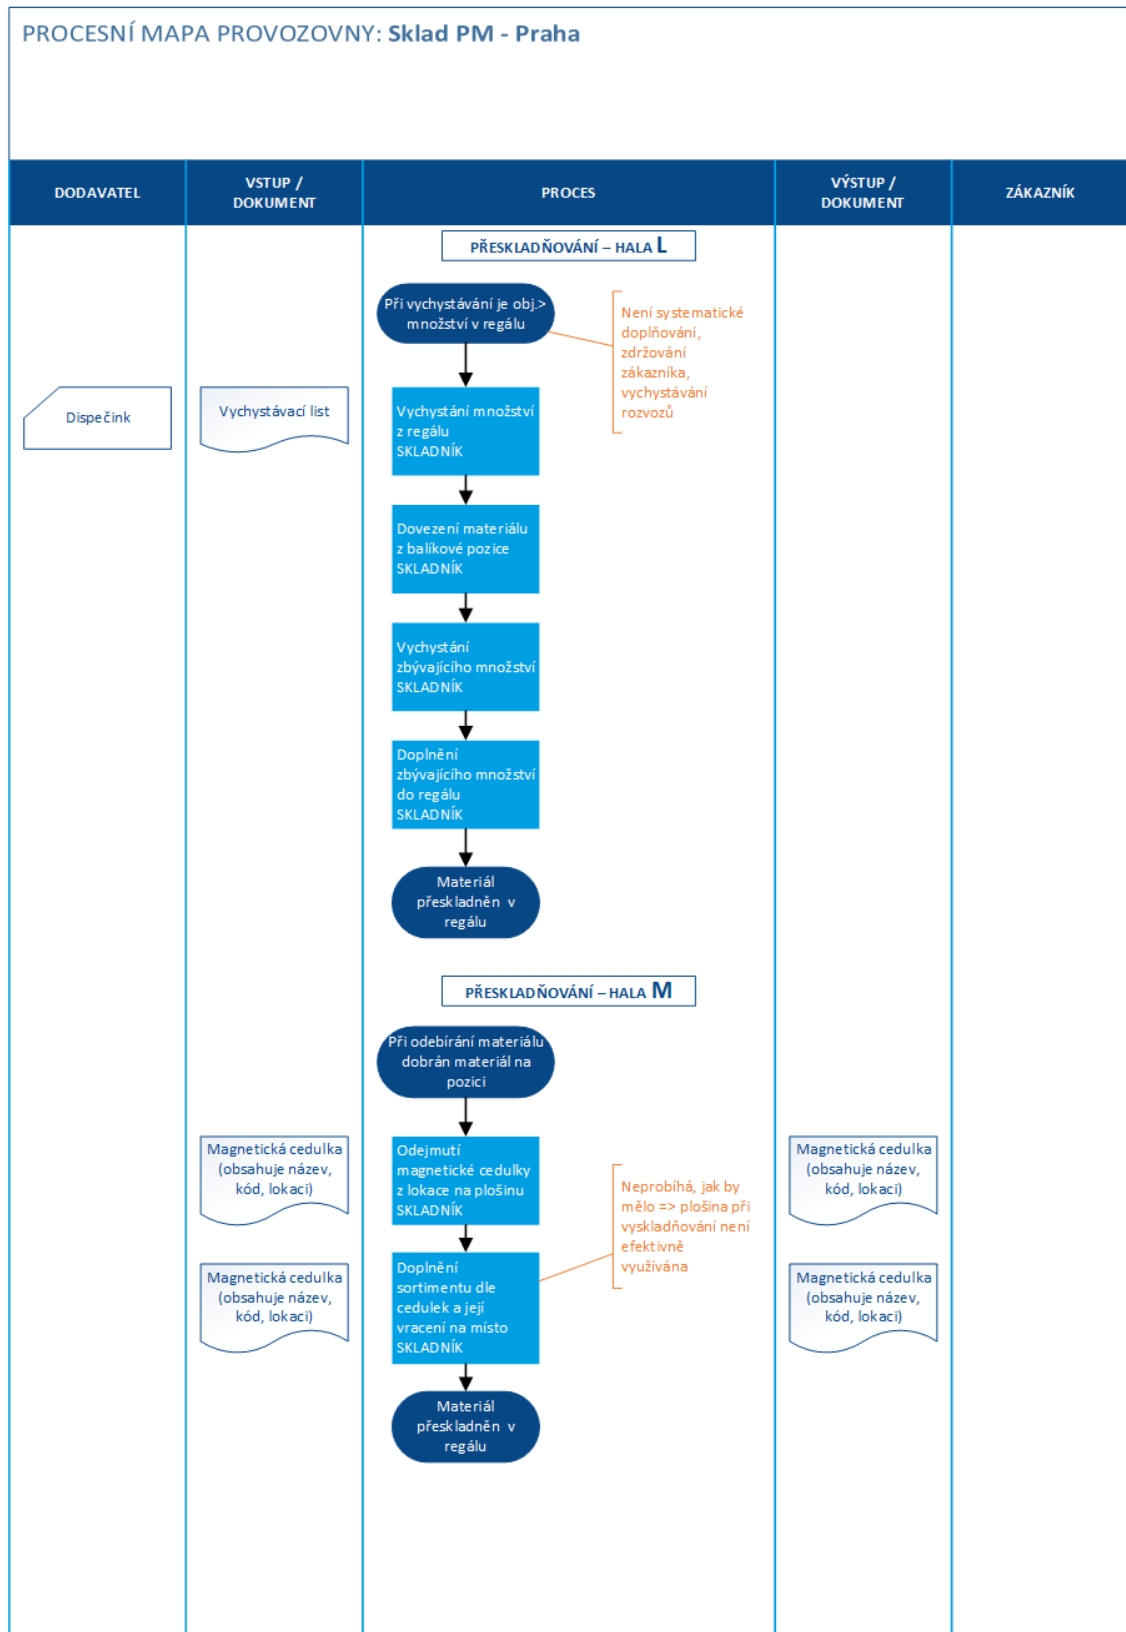 PROCESNÍ MAPA PROVOZOVNY: Sklad PM - Praha
DODAVATEL
VSTUP /
DOKUMENT
PROCES
VÝSTUP /
DOKUMENT
ZÁKAZNÍK
PŘESKLADŇOVÁNÍ – HALA L
Při vychystávání je obj.>
množství v regálu
Není systematické
doplňování,
zdržování
zákazníka,
vychystávání
rozvozů
Dispečink
Vychystávací list
Vychystání množství
z regálu
SKLADNÍK
Dovezení materiálu
z balíkové pozice
SKLADNÍK
Vychystání
zbývajícího množství
SKLADNÍK
Doplnění
zbývajícího množství
do regálu
SKLADNÍK
Materiál
přeskladněn v
regálu
PŘESKLADŇOVÁNÍ – HALA M
Při odebírání materiálu
dobrán materiál na
pozici
Magnetická cedulka
(obsahuje název,
kód, lokaci)
Odejmutí
magnetické cedulky
z lokace na plošinu
SKLADNÍK
Magnetická cedulka
(obsahuje název,
kód, lokaci)
Neprobíhá, jak by
mělo => plošina při
vyskladňování není
efektivně
využívána
Magnetická cedulka
(obsahuje název,
kód, lokaci)
Doplnění
sortimentu dle
cedulek a její
vracení na místo
SKLADNÍK
Magnetická cedulka
(obsahuje název,
kód, lokaci)
Materiál
přeskladněn v
regálu